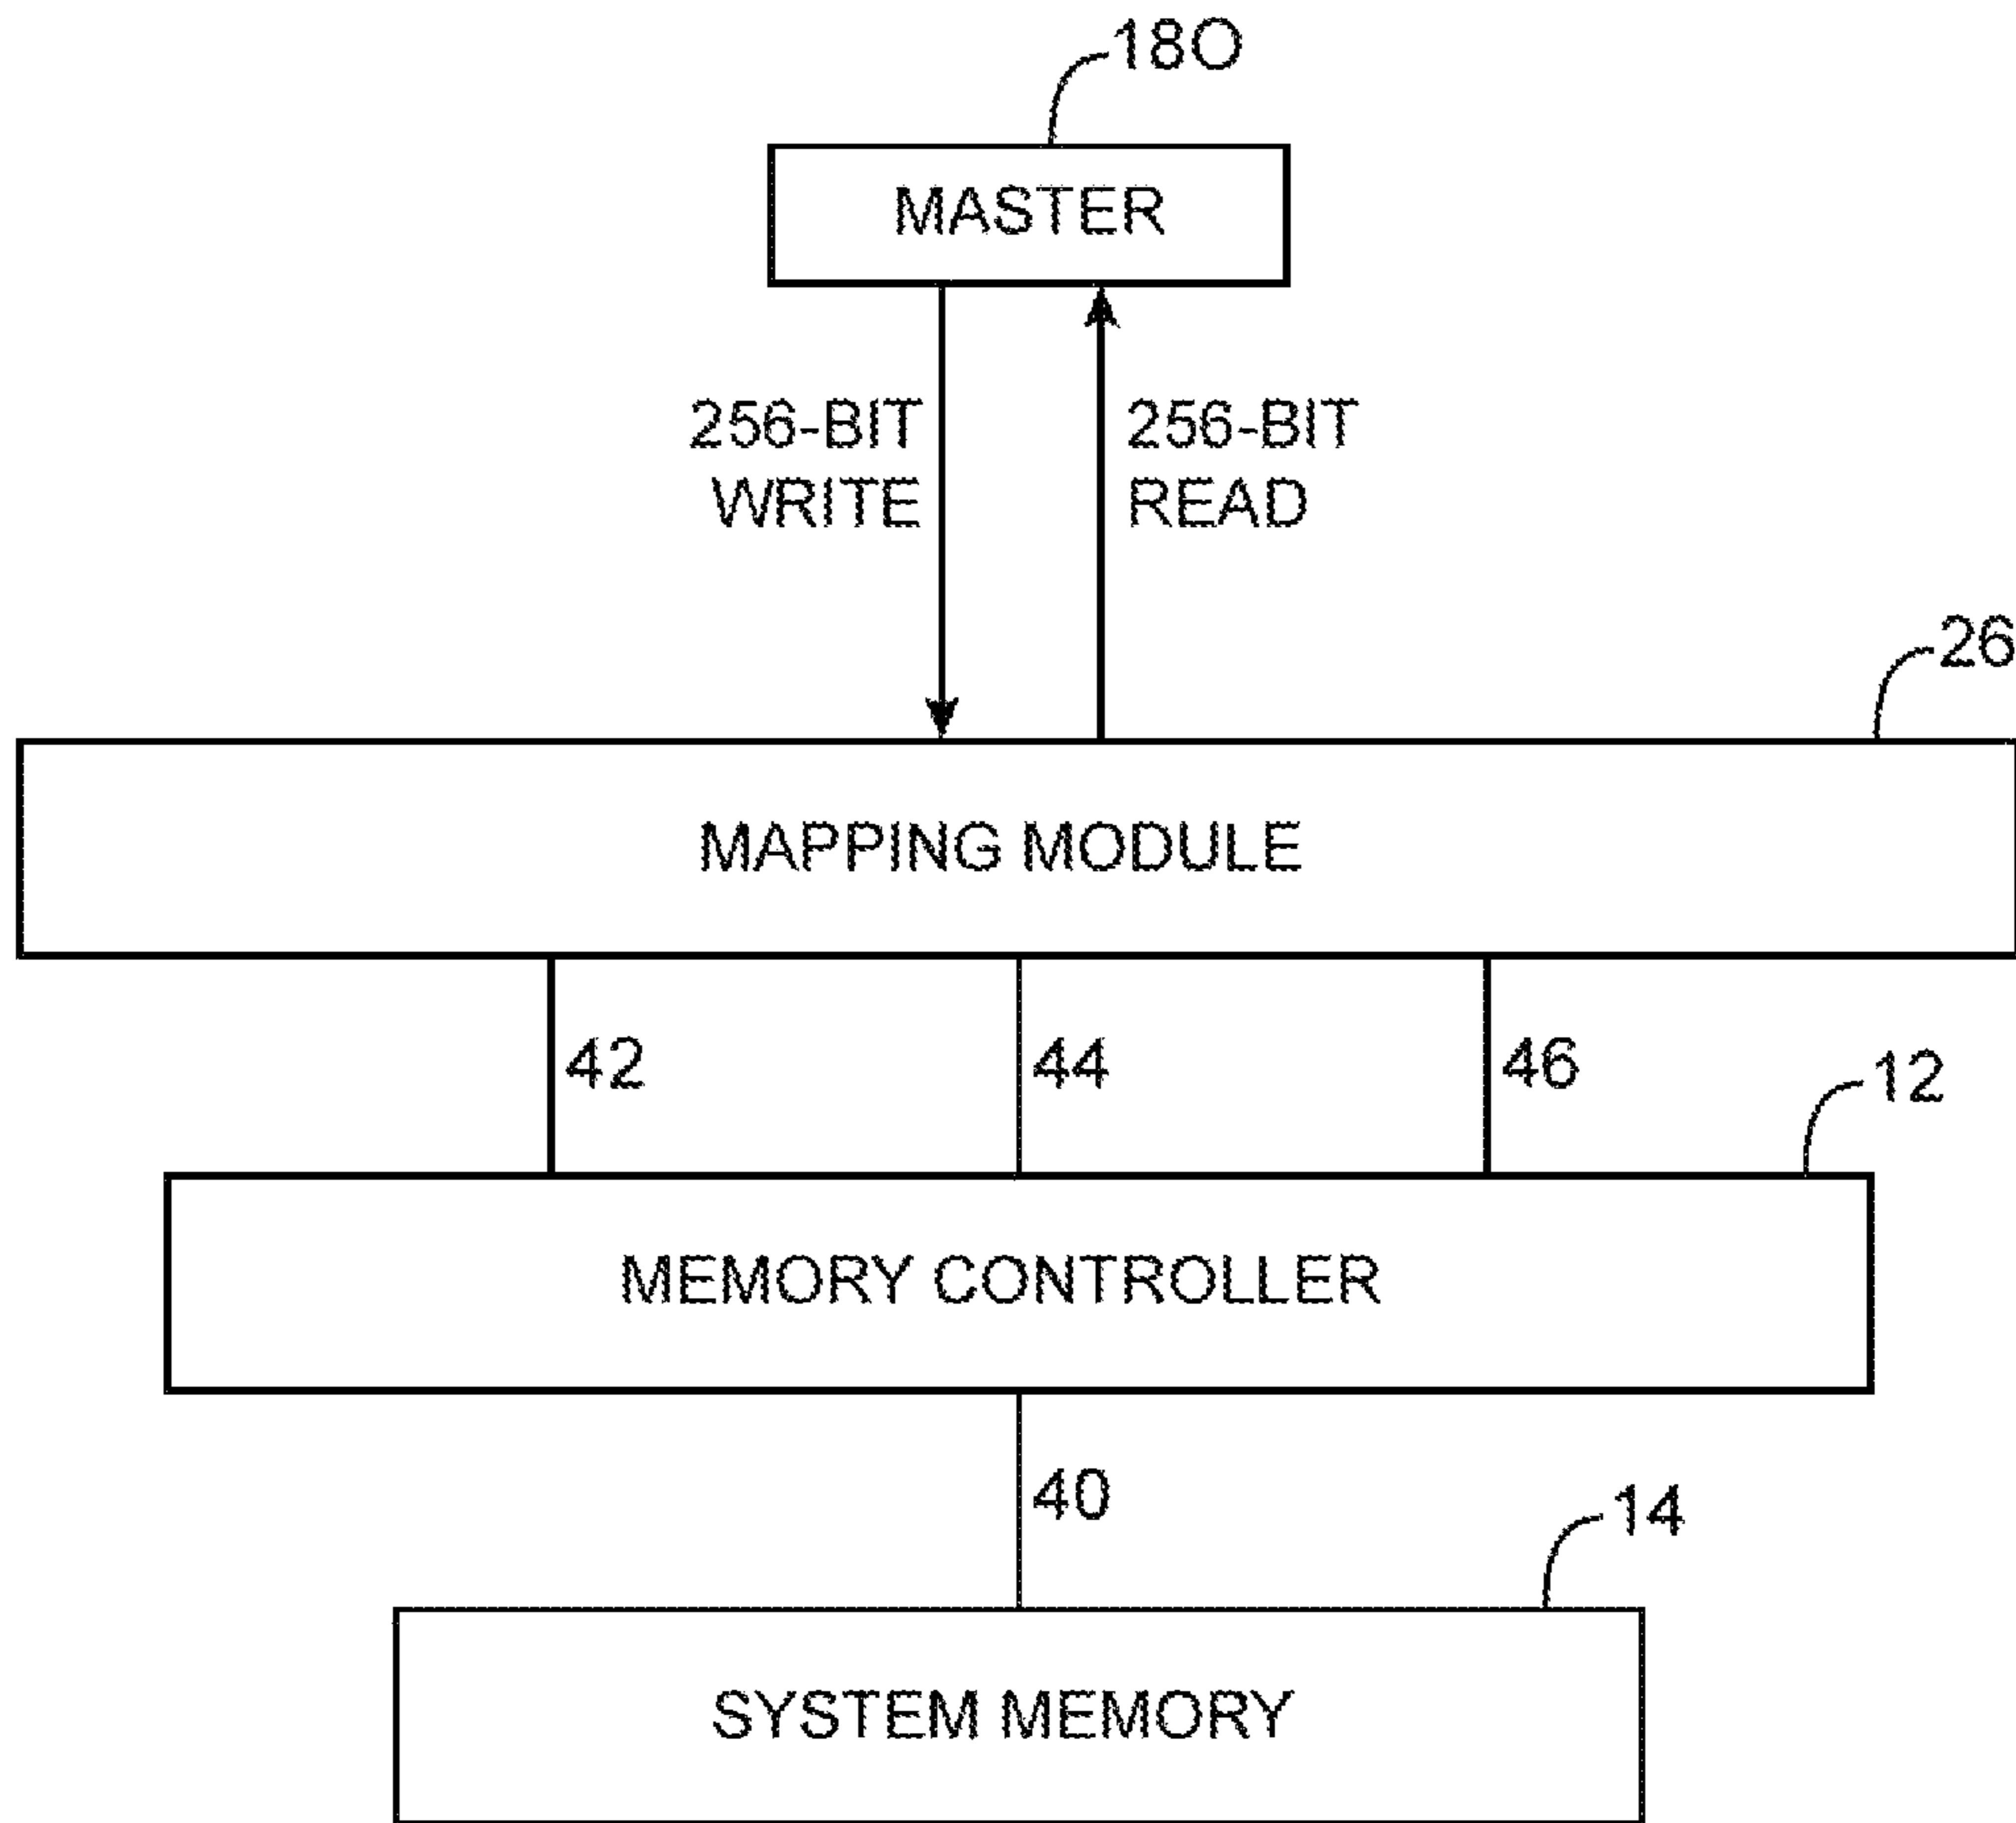 18O
MASTER
256-BIT
WRITE
256-BIT
READ
26
MAPPING MODULE
42
44
46
12
MEMORY CONTROLLER
40
14
SYSTEM MEMORY